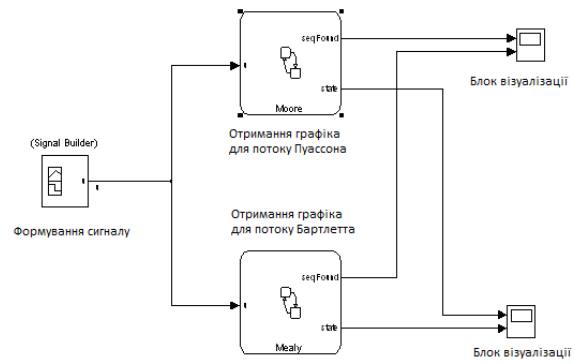 seqFound
u
state
Moore
Блок візуалізації
Отримання графіка
для потоку Пуассона
(Signal Builder)
u
Формування сигналу
Отримання графіка
для потоку Бартлетта
seqFound
u
state
Mealy
Блок візуалізації